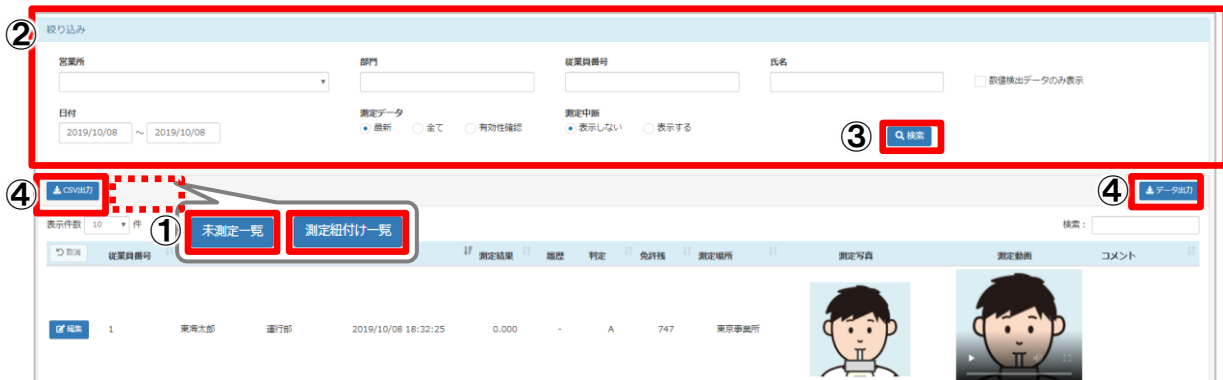 ②
絞り込み
営業所 部門 従業員番号 氏名
数値検出データのみ表示
日付 測定データ 測定中断
2019/10/08 ～ 2019/10/08 最新 全て 有効性確認 表示しない 表示する
③ 検索
④ CSV出力 ④ データ出力
表示件数 10 件 検索：
① 未測定一覧 測定紐付け一覧
取消 従業員番号 測定結果 履歴 判定 免許残 測定場所 測定写真 測定動画 コメント
編集 1 東海太郎 運行部 2019/10/08 18:32:25 0.000 - A 747 東京事業所